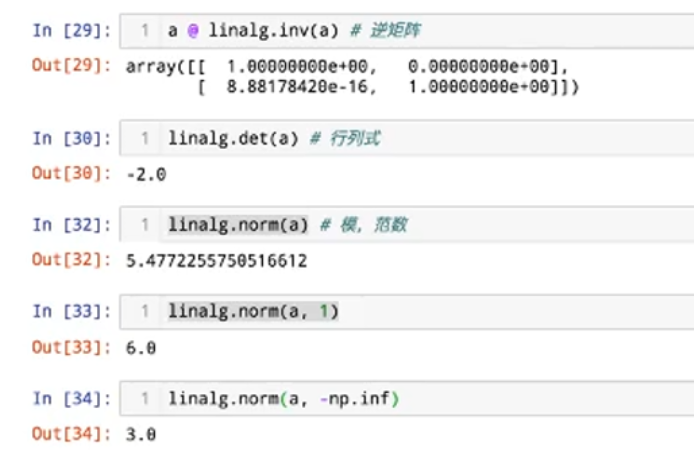 In [29]: 1 a @ linalg.inv(a) # 逆矩阵
Out[29]: array([[ 1.00000000e+00, 0.00000000e+00],
[ 8.88178420e-16, 1.00000000e+00]])
In [30]: 1 linalg.det(a) # 行列式
Out[30]: -2.0
In [32]: 1 linalg.norm(a) # 模, 范数
Out[32]: 5.4772255750516612
In [33]: 1 linalg.norm(a, 1)
Out[33]: 6.0
In [34]: 1 linalg.norm(a, -np.inf)
Out[34]: 3.0